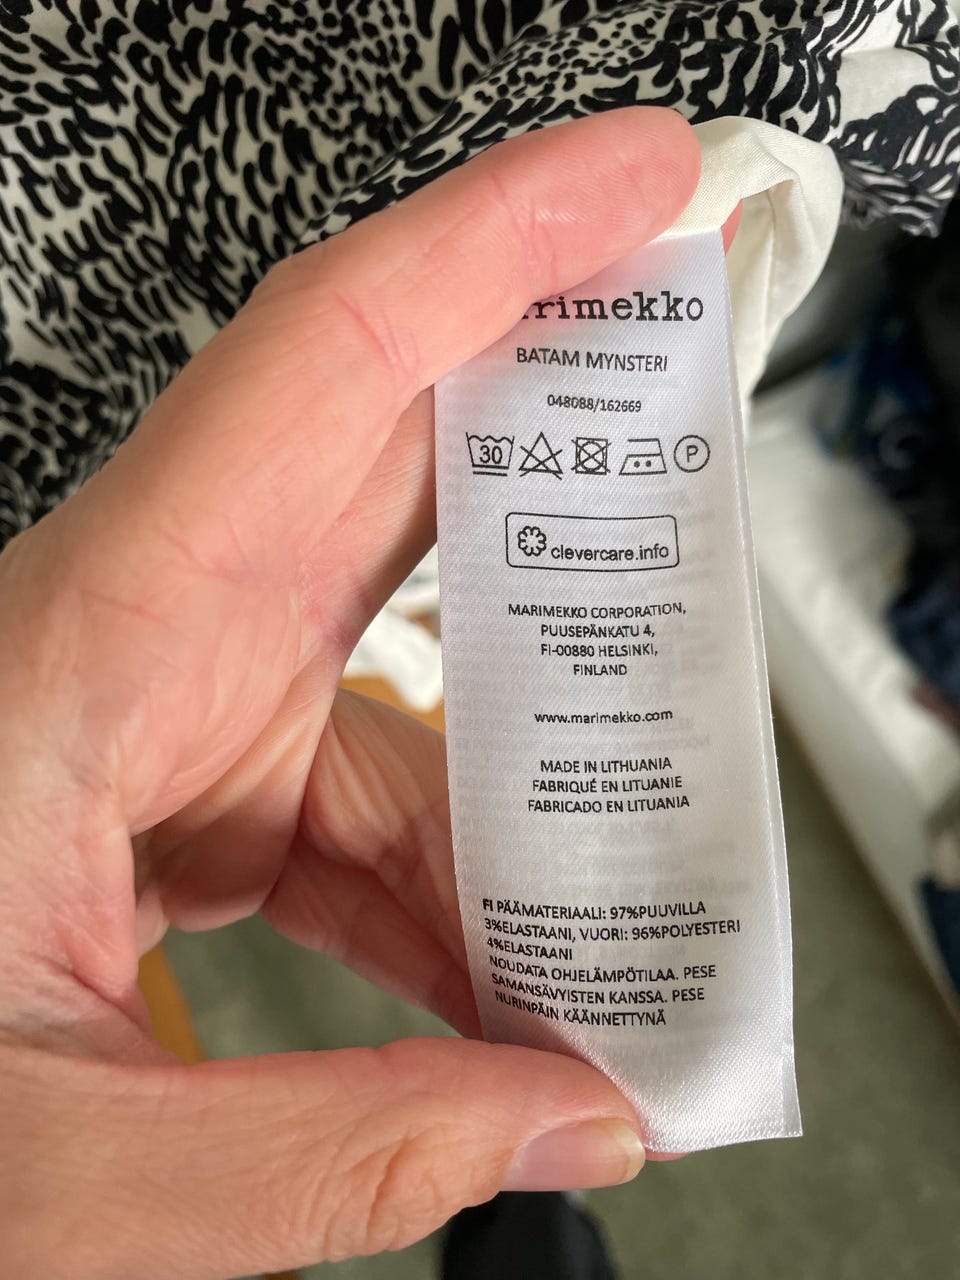 rimekko
BATAM MYNSTERI
048088/162669
30
P
clevercare.info
MARIMEKKO CORPORATION,
PUUSEPÄNKATU 4,
FI-00880 HELSINKI,
FINLAND
www.marimekko.com
MADE IN LITHUANIA
FABRIQUÉ EN LITUANIE
FABRICADO EN LITUANIA
FI PÄÄMATERIAALI: 97%PUUVILLA
3%ELASTAANI, VUORI: 96%POLYESTERI
4%ELASTAANI
NOUDATA OHJELÄMPÖTILAA. PESE
SAMANSÄVYISTEN KANSSA. PESE
NURINPÄIN KÄÄNNETTYNÄ